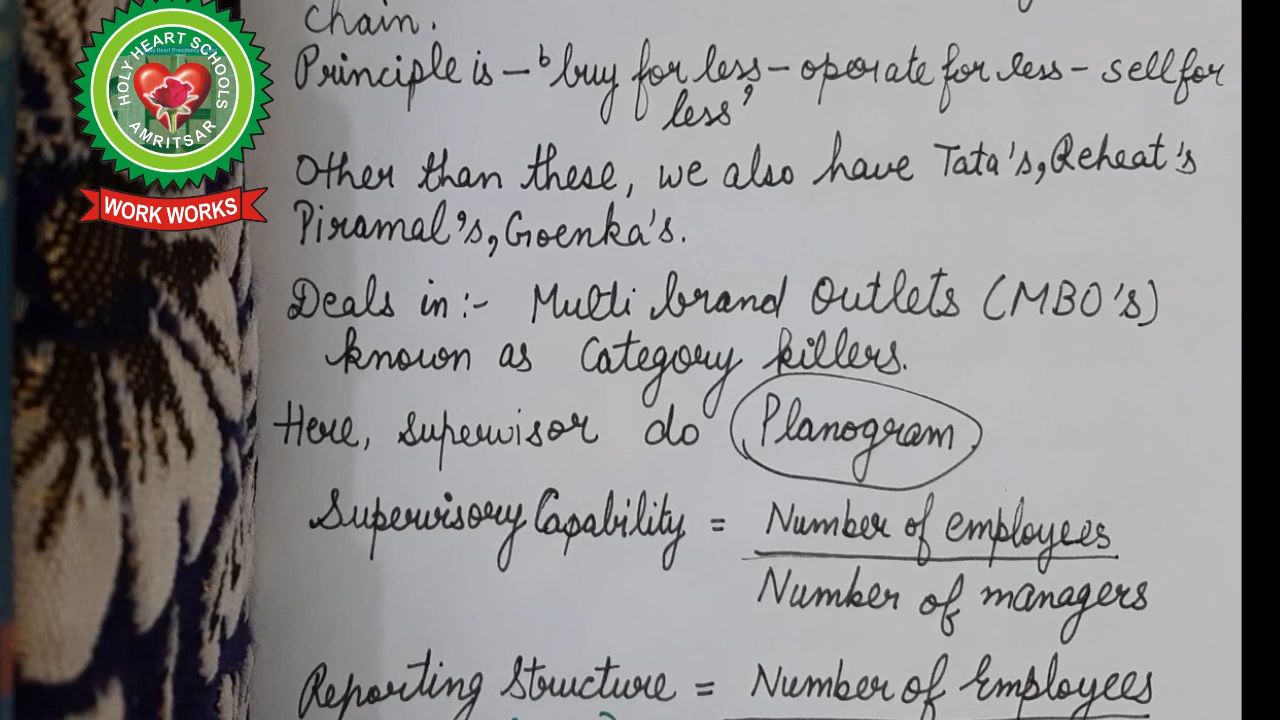 HOLY HEART SCHOOLS
AMRITSAR
WORK WORKS
chain.
Principle is – 'buy for less – operate for less – sell for
less'
Other than these, we also have Tata's, Reheat's
Piramal's, Goenka's.
Deals in:- Multi brand Outlets (MBO's)
known as Category killers.
Here, supervisor do Planogram.
Supervisory Capability = Number of employees
Number of managers
Reporting Structure = Number of Employees